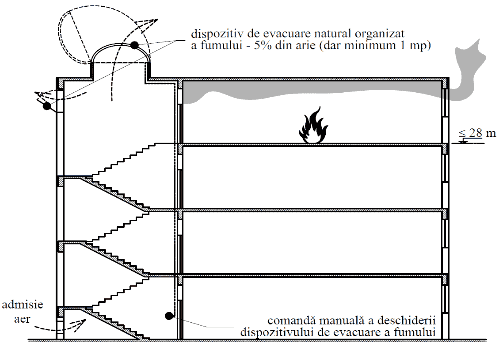 dispozitiv de evacuare natural organizat
a fumului - 5% din arie (dar minimum 1 mp)
≤ 28 m
admisie
aer
comandă manuală a deschiderii
dispozitivului de evacuare a fumului